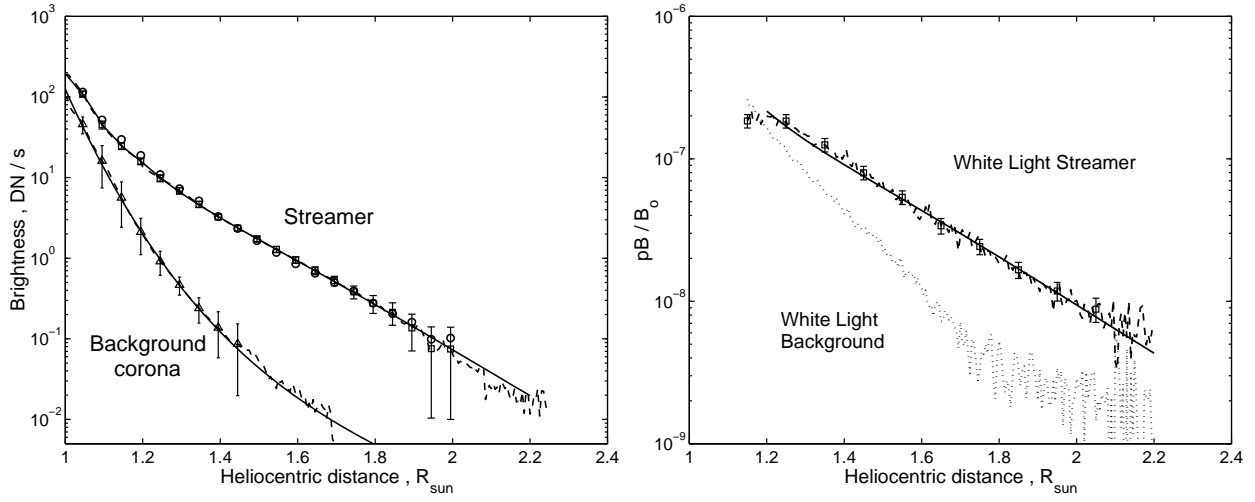 10^3
10^2
10^1
10^0
10^-1
10^-2
Brightness , DN / s
Streamer
Background
corona
1 1.2 1.4 1.6 1.8 2 2.2 2.4
Heliocentric distance , R_sun
10^-6
10^-7
10^-8
10^-9
pB / B_o
White Light Streamer
White Light
Background
1 1.2 1.4 1.6 1.8 2 2.2 2.4
Heliocentric distance , R_sun